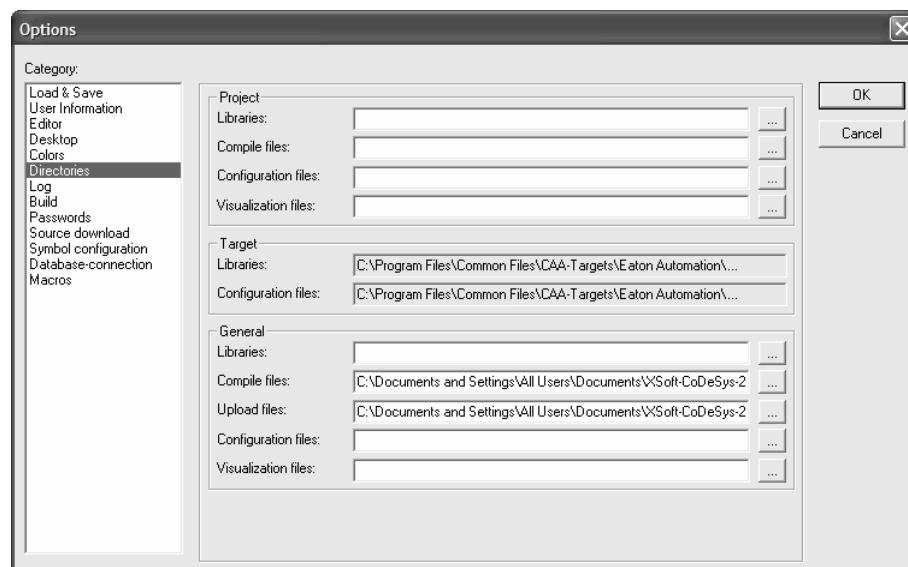 Options
Category:
Load & Save
User Information
Editor
Desktop
Colors
Directories
Log
Build
Passwords
Source download
Symbol configuration
Database-connection
Macros
Project
Libraries:
...
Compile files:
...
Configuration files:
...
Visualization files:
...
Target
Libraries: C:\Program Files\Common Files\CAA-Targets\Eaton Automation\...
Configuration files: C:\Program Files\Common Files\CAA-Targets\Eaton Automation\...
General
Libraries:
...
Compile files: C:\Documents and Settings\All Users\Documents\XSoft-CoDeSys-2 ...
Upload files: C:\Documents and Settings\All Users\Documents\XSoft-CoDeSys-2 ...
Configuration files:
...
Visualization files:
...
OK
Cancel